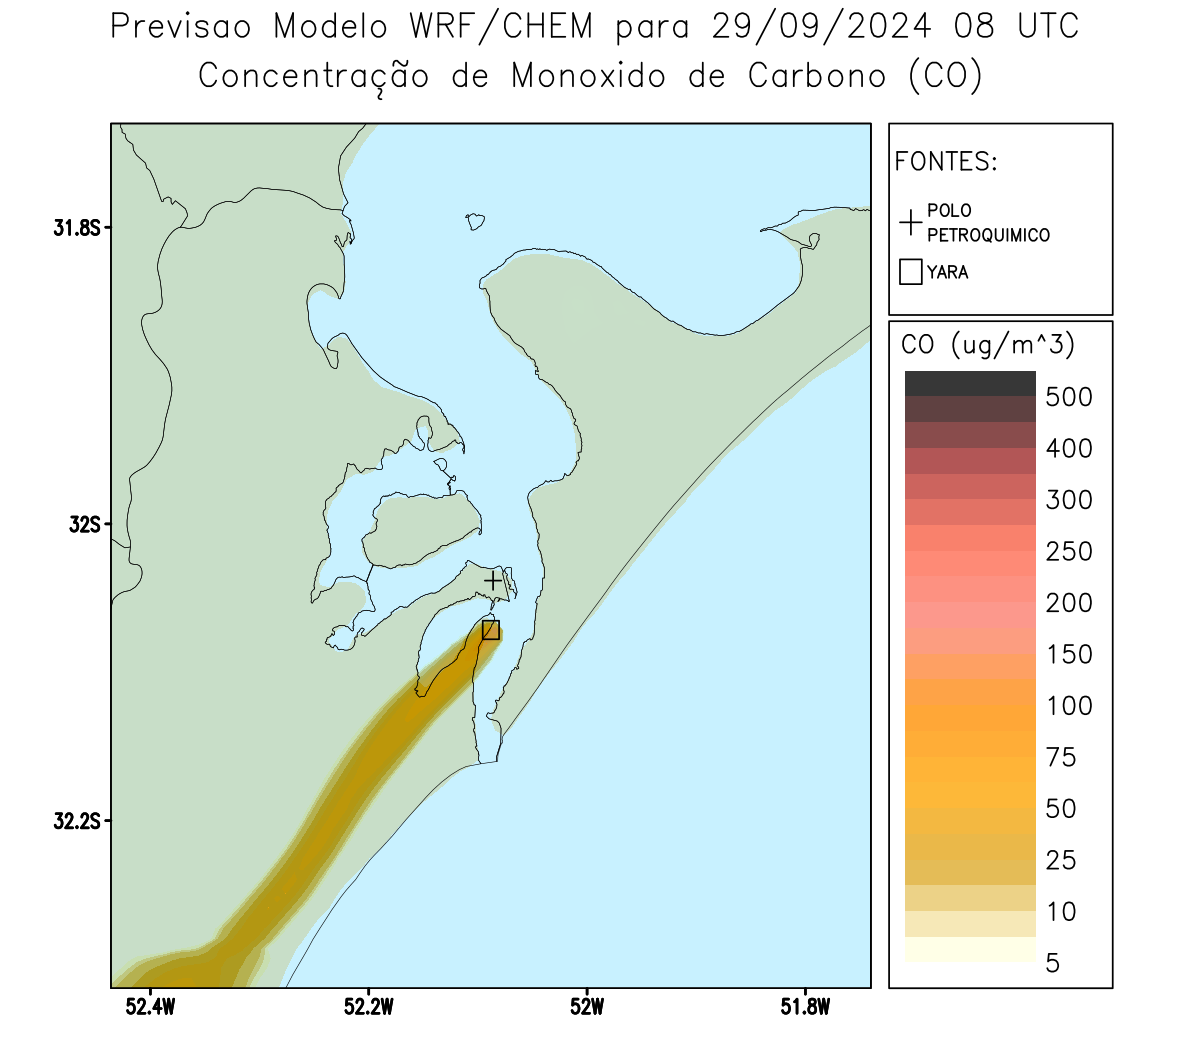 Previsao Modelo WRF/CHEM para 29/09/2024 08 UTC
Concentração de Monoxido de Carbono (CO)
FONTES:
POLO
PETROQUIMICO
YARA
CO (ug/m^3)
500
400
300
250
200
150
100
75
50
25
10
5
31.8S
32S
32.2S
52.4W
52.2W
52W
51.8W